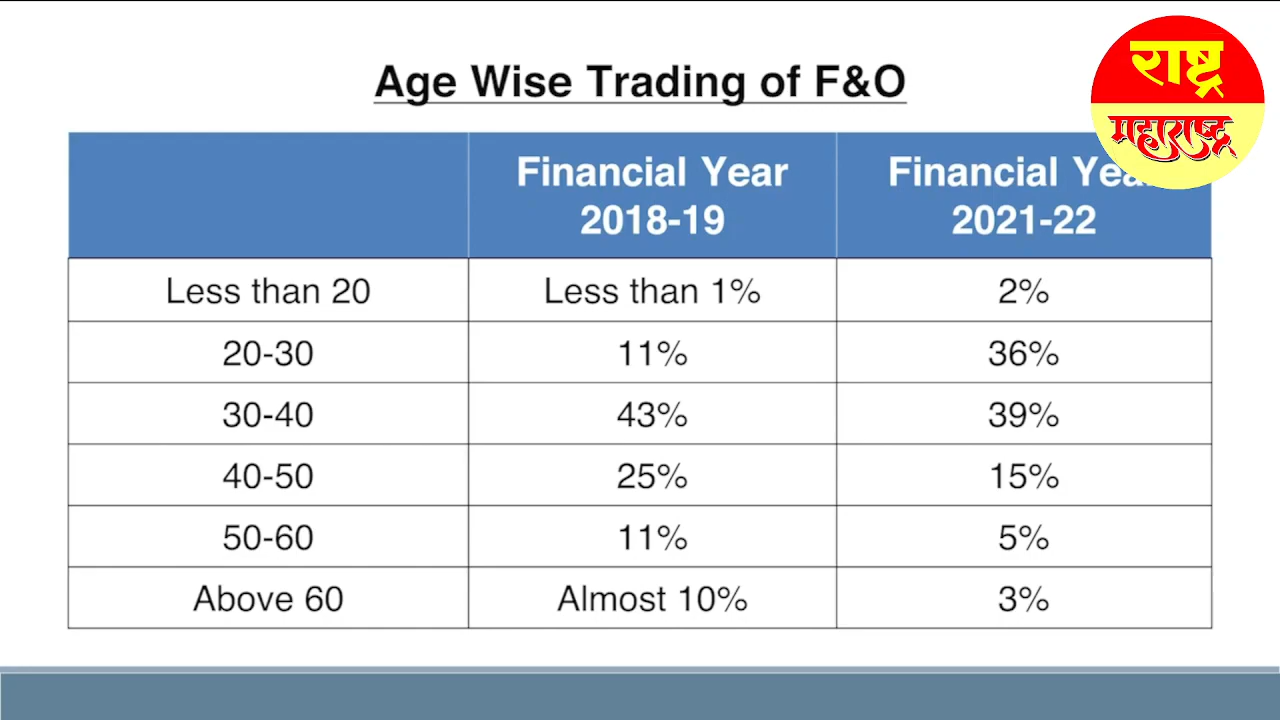 Age Wise Trading of F&O
राष्ट्र
महाराष्ट्र
Financial Year
2018-19
Financial
2021-22
Less than 20 Less than 1% 2%
20-30 11% 36%
30-40 43% 39%
40-50 25% 15%
50-60 11% 5%
Above 60 Almost 10% 3%